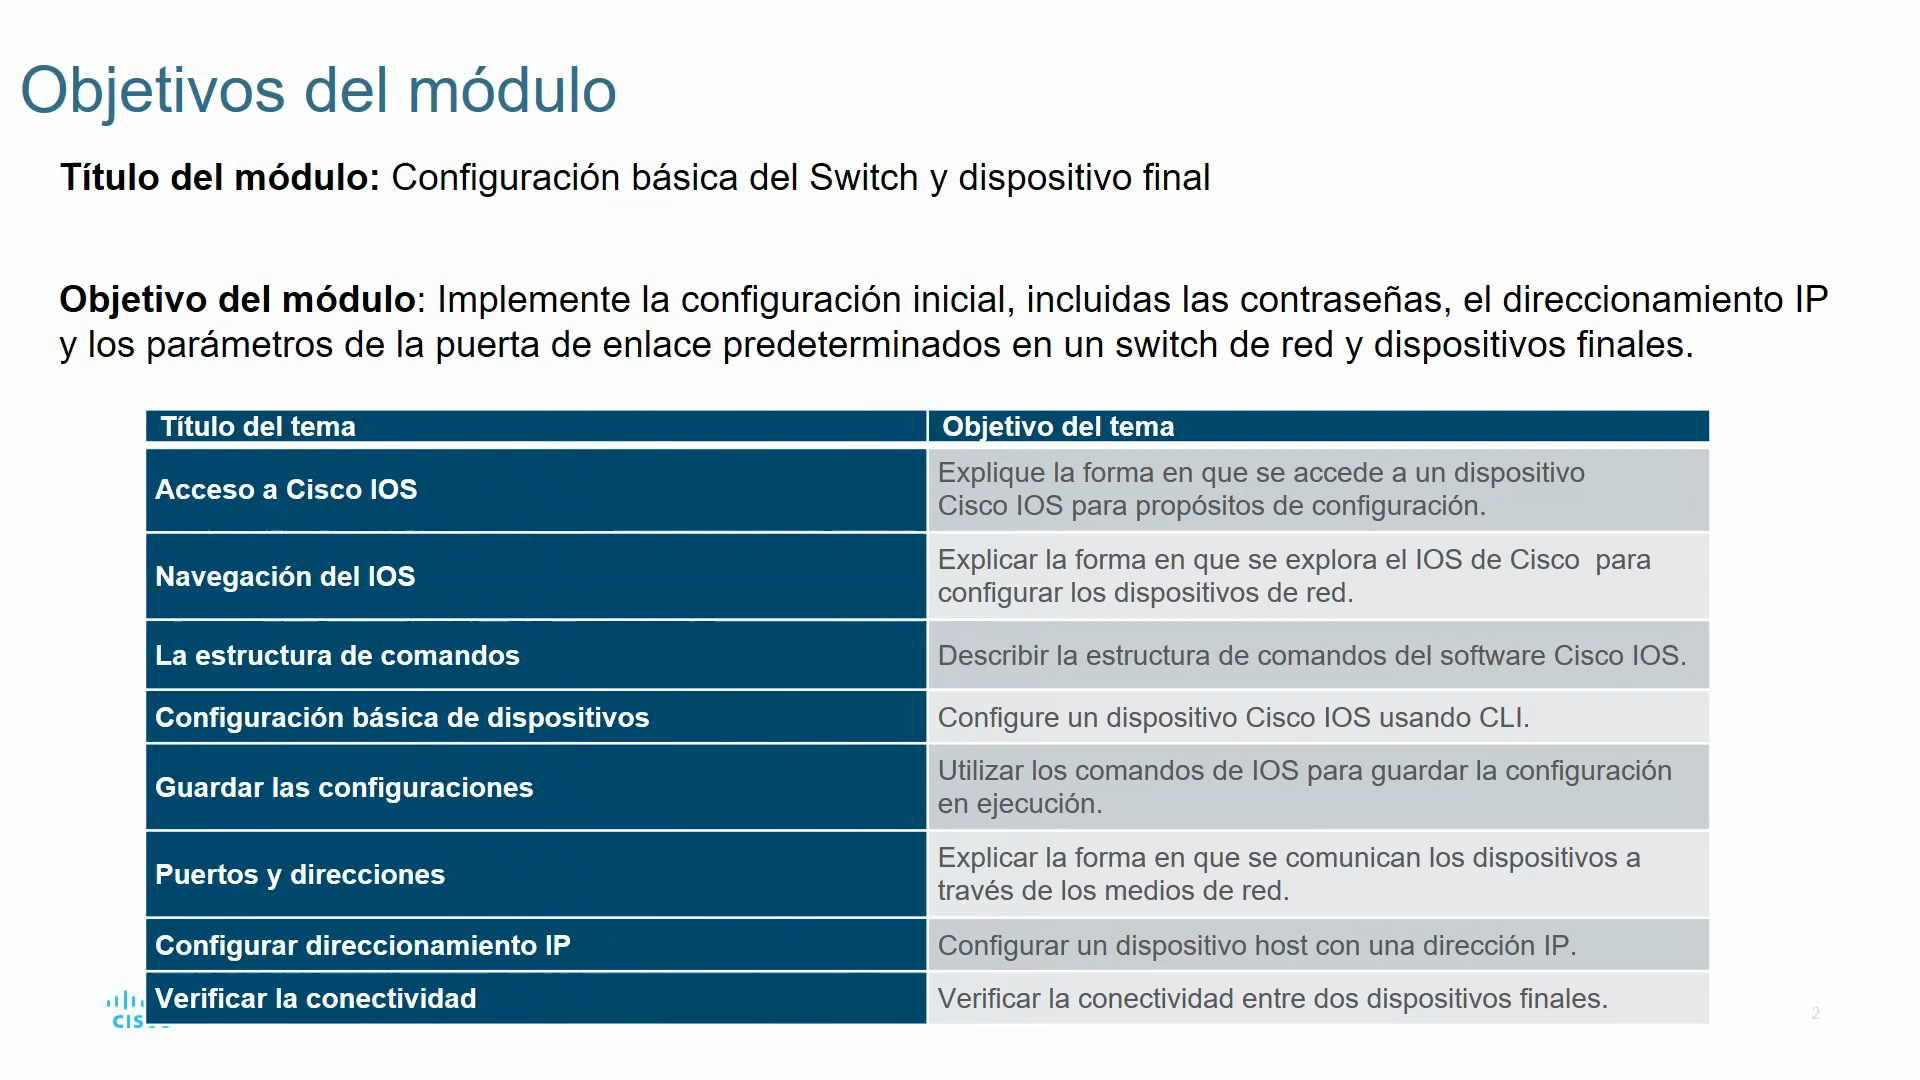 Objetivos del módulo
Título del módulo: Configuración básica del Switch y dispositivo final
Objetivo del módulo: Implemente la configuración inicial, incluidas las contraseñas, el direccionamiento IP
y los parámetros de la puerta de enlace predeterminados en un switch de red y dispositivos finales.
Título del tema
Objetivo del tema
Acceso a Cisco IOS
Explique la forma en que se accede a un dispositivo
Cisco IOS para propósitos de configuración.
Navegación del IOS
Explicar la forma en que se explora el IOS de Cisco  para
configurar los dispositivos de red.
La estructura de comandos
Describir la estructura de comandos del software Cisco IOS.
Configuración básica de dispositivos
Configure un dispositivo Cisco IOS usando CLI.
Guardar las configuraciones
Utilizar los comandos de IOS para guardar la configuración
en ejecución.
Puertos y direcciones
Explicar la forma en que se comunican los dispositivos a
través de los medios de red.
Configurar direccionamiento IP
Configurar un dispositivo host con una dirección IP.
Verificar la conectividad
Verificar la conectividad entre dos dispositivos finales.
2